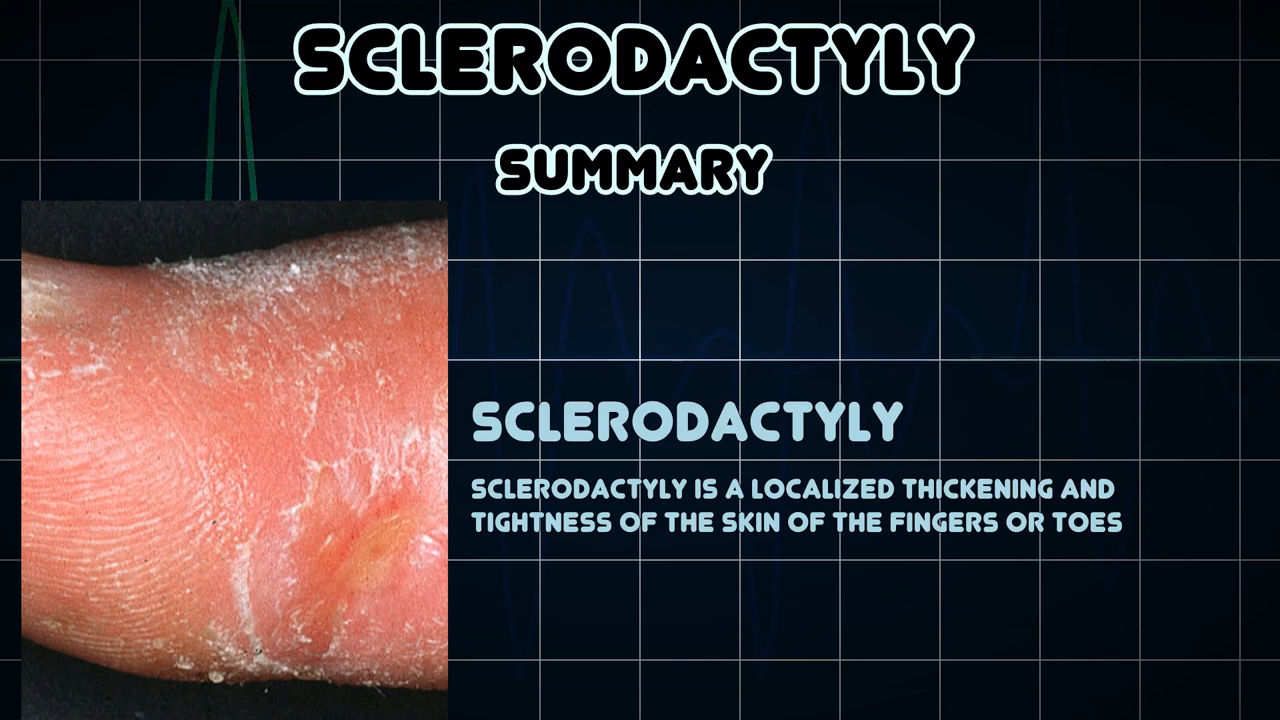 SCLERODACTYLY
SUMMARY
SCLERODACTYLY
SCLERODACTYLY IS A LOCALIZED THICKENING AND
TIGHTNESS OF THE SKIN OF THE FINGERS OR TOES